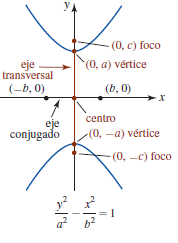 y
(0, c) foco
eje
transversal
(0, a) vértice
(−b, 0)
(b, 0)
x
eje
conjugado
centro
(0, −a) vértice
(0, −c) foco
y²/a² − x²/b² = 1